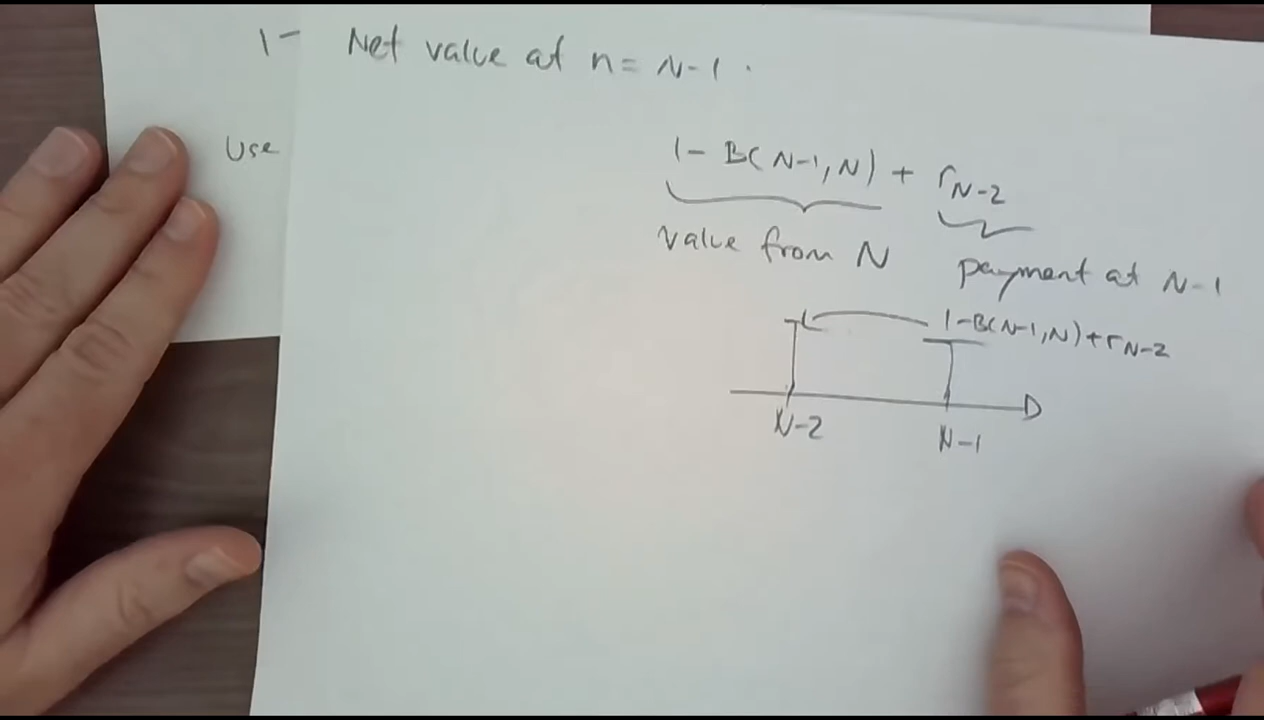 1-
Net value at n = N-1.
Use
1 - B(N-1, N) + r_{N-2}
value from N
payment at N-1
1-B(N-1, N)+r_{N-2}
N-2
N-1